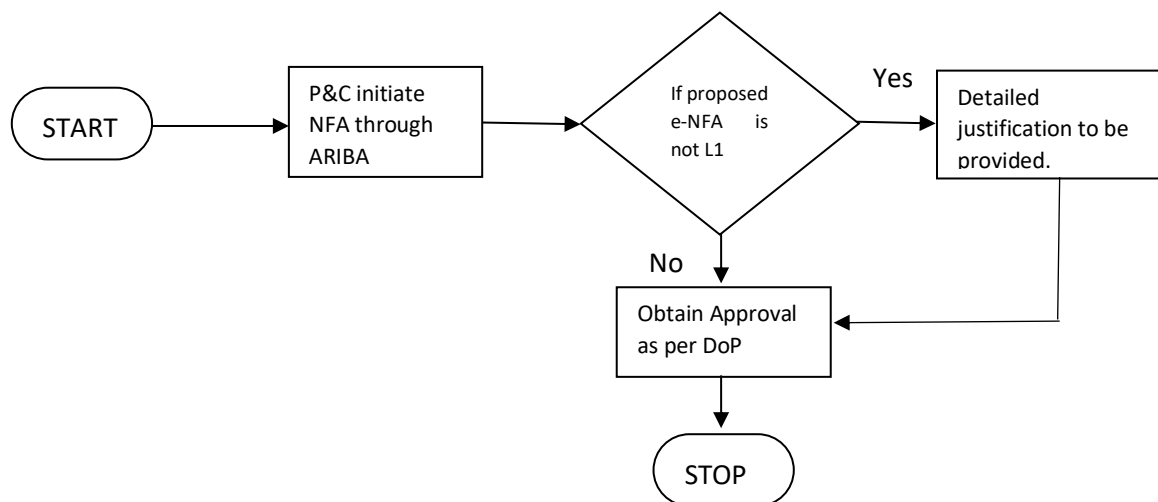 START
P&C initiate
NFA through
ARIBA
If proposed
e-NFA is
not L1
Yes
Detailed
justification to be
provided.
No
Obtain Approval
as per DoP
STOP